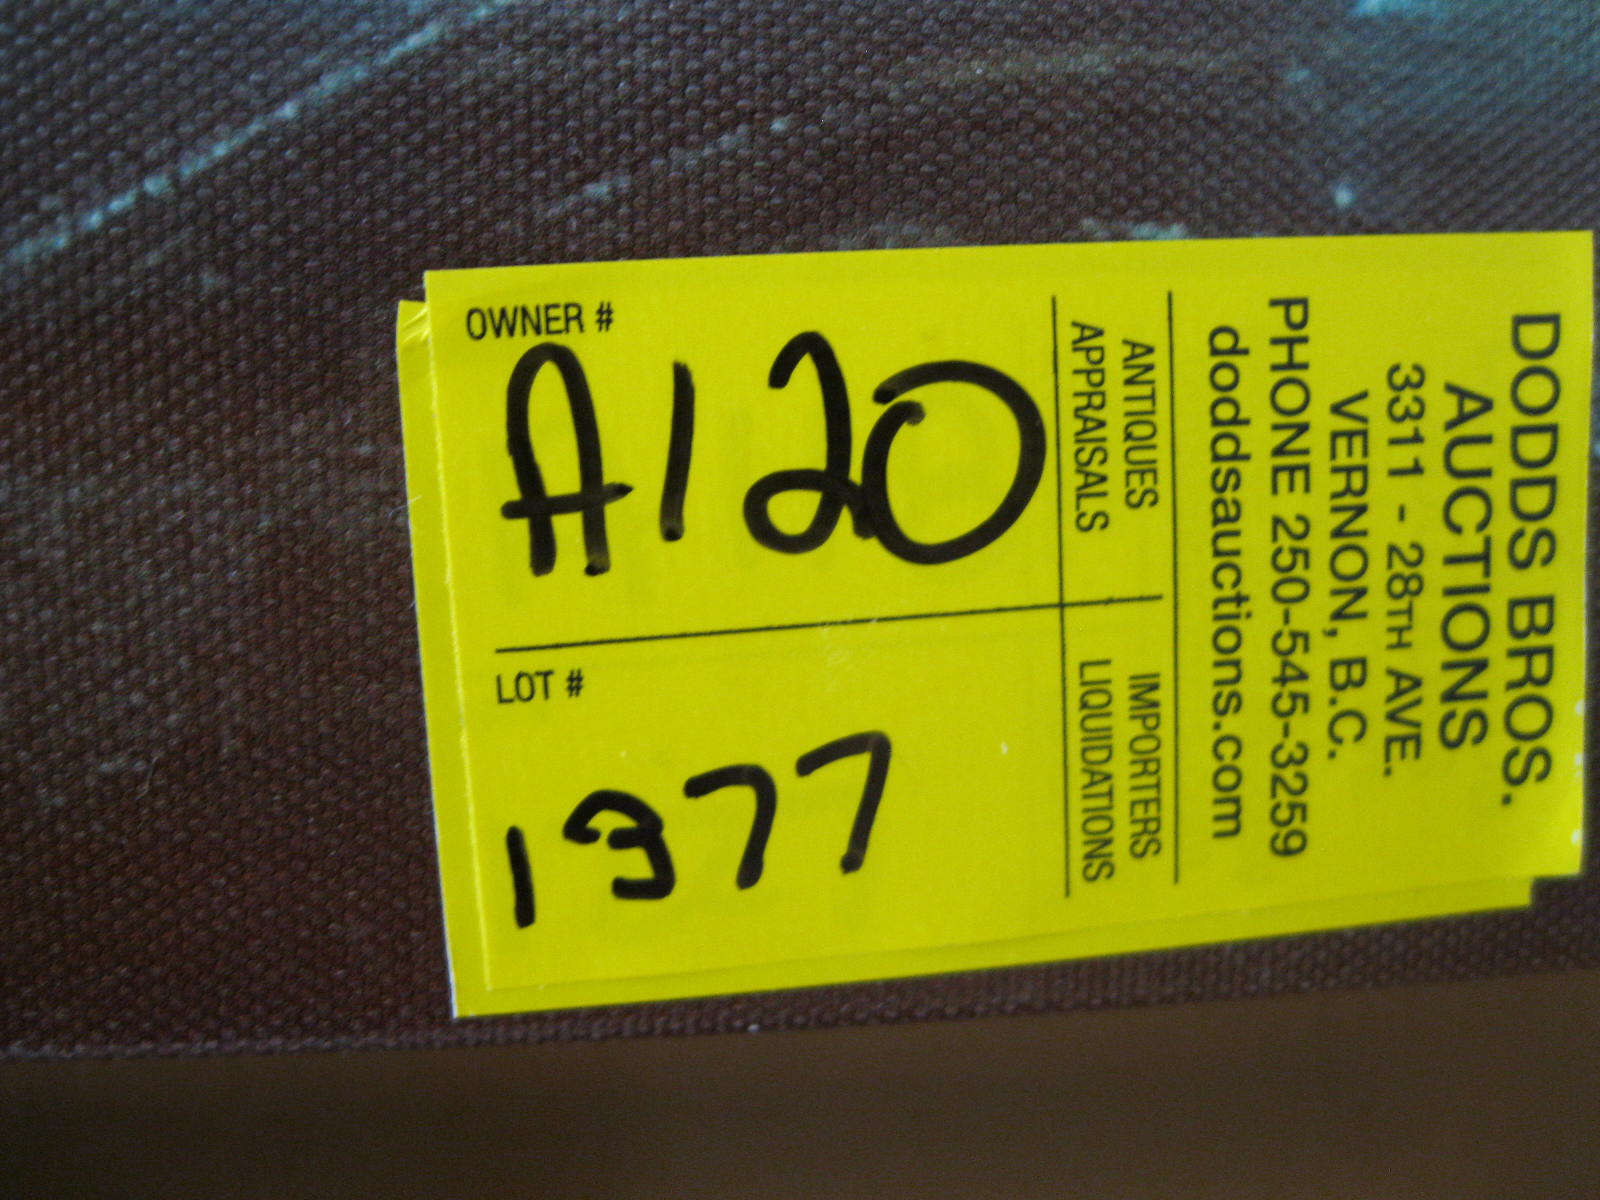 DODDS BROS.
AUCTIONS
3311 - 28TH AVE.
VERNON, B.C.
PHONE 250-545-3259
doddsauctions.com
ANTIQUES
APPRAISALS
IMPORTERS
LIQUIDATIONS
OWNER #
A120
LOT #
1377